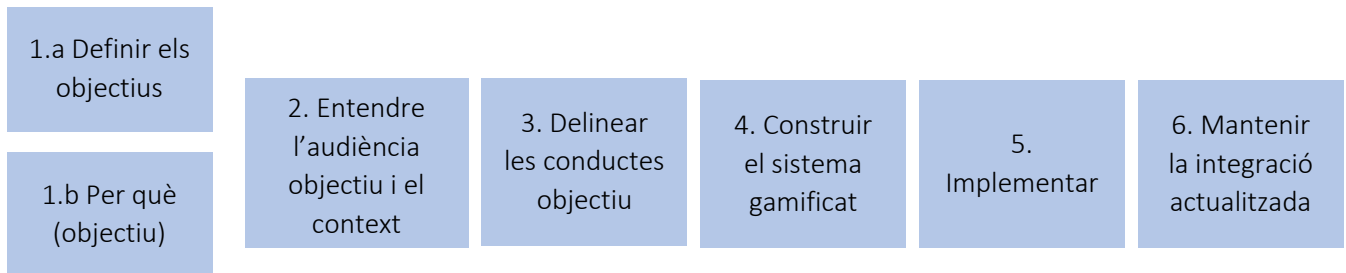 1.a Definir els
objectius
1.b Per què
(objectiu)
2. Entendre
l’audiència
objectiu i el
context
3. Delinear
les conductes
objectiu
4. Construir
el sistema
gamificat
5.
Implementar
6. Mantenir
la integració
actualitzada